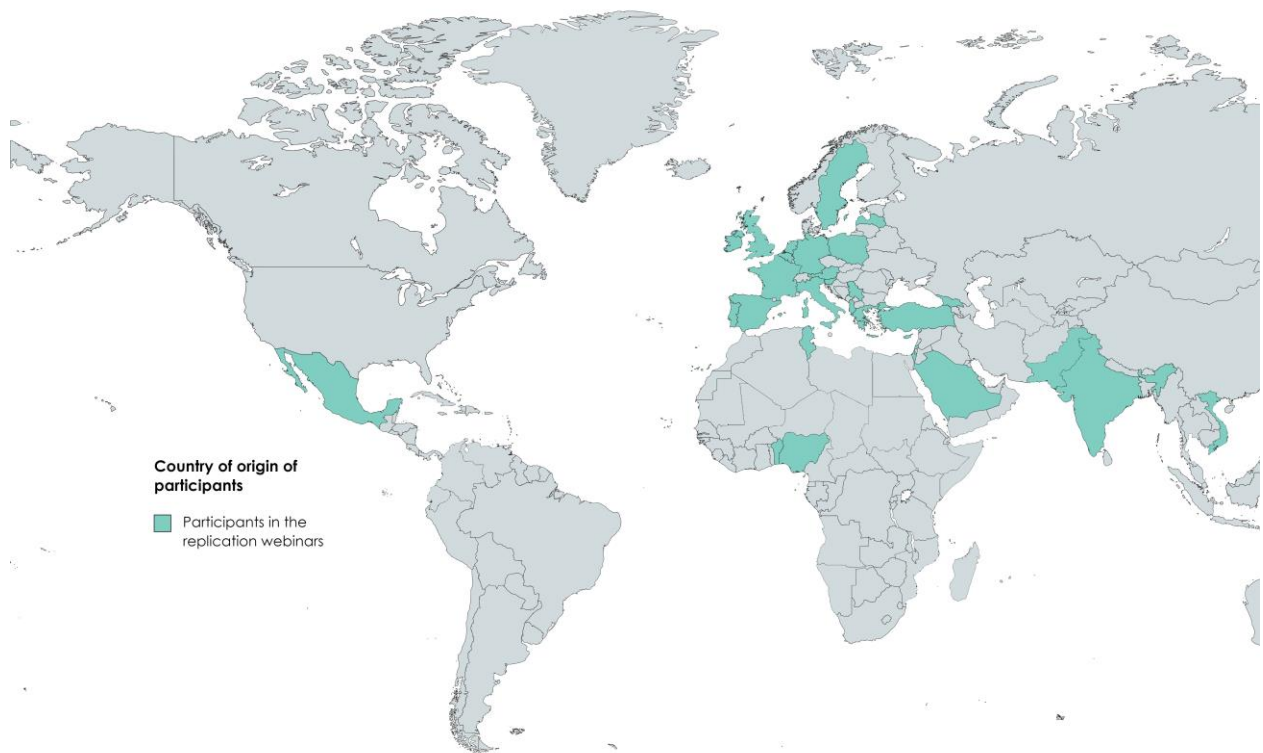 Country of origin of
participants
Participants in the
replication webinars